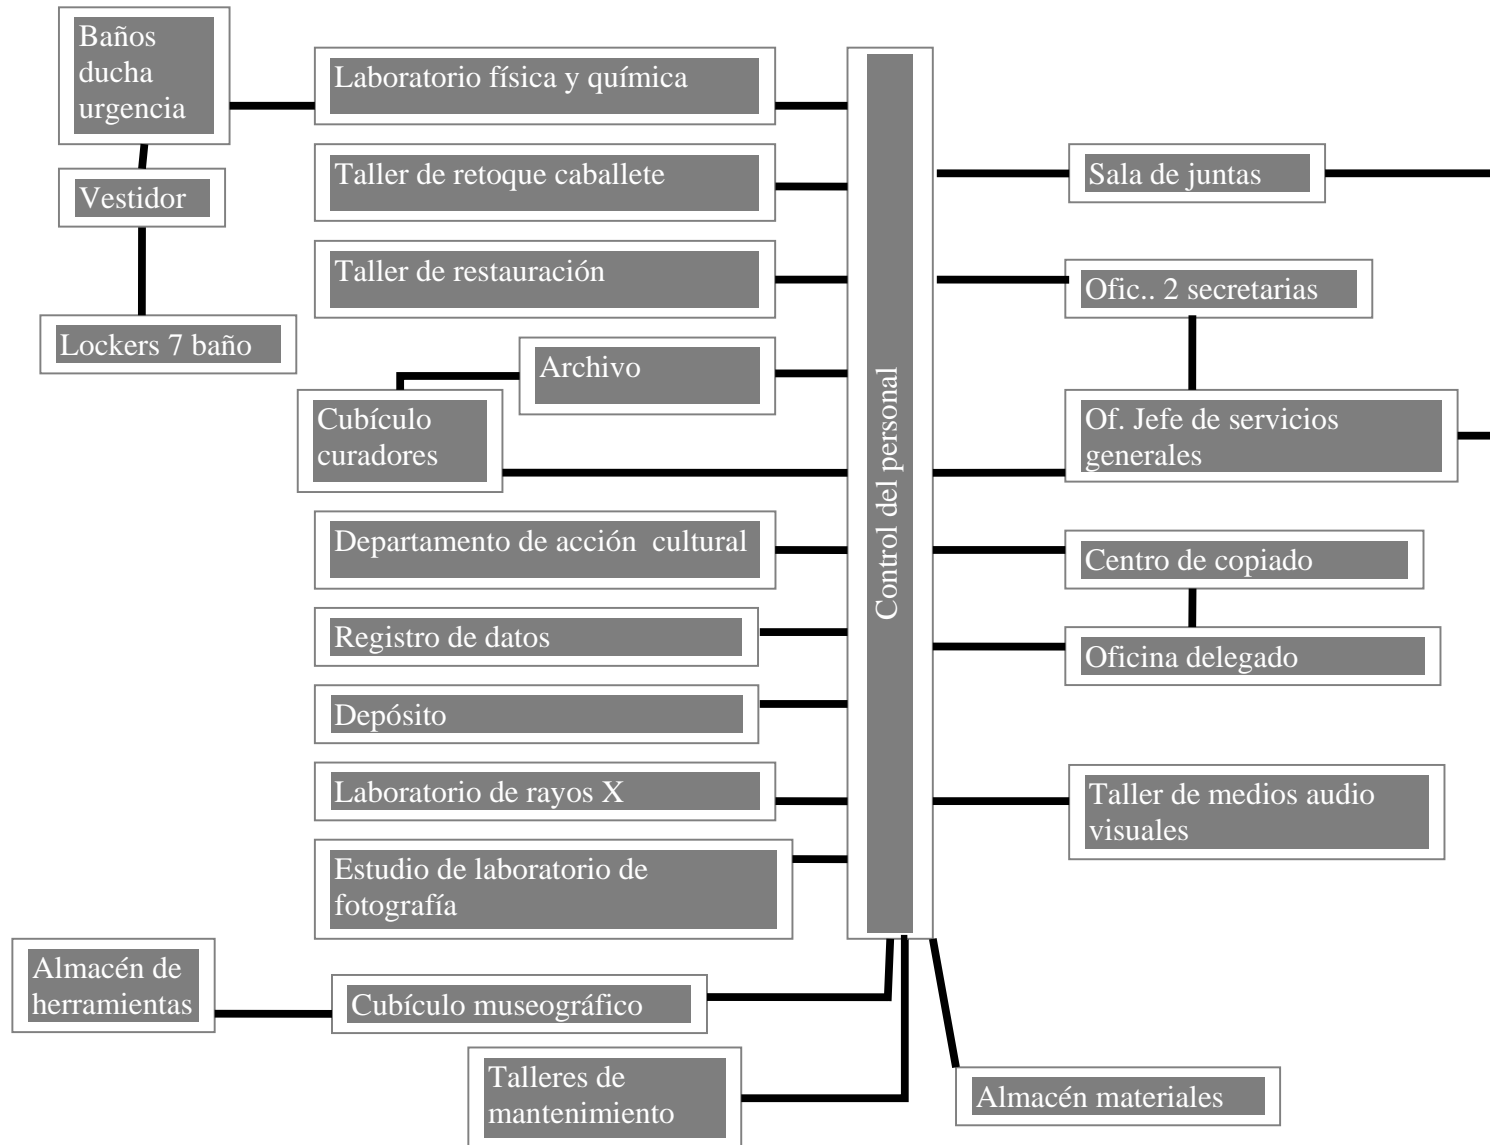 Baños
ducha
urgencia
Vestidor
Lockers 7 baño
Laboratorio física y química
Taller de retoque caballete
Taller de restauración
Archivo
Cubículo
curadores
Departamento de acción  cultural
Registro de datos
Depósito
Laboratorio de rayos X
Estudio de laboratorio de
fotografía
Almacén de
herramientas
Cubículo museográfico
Talleres de
mantenimiento
Control del personal
Sala de juntas
Ofic.. 2 secretarias
Of. Jefe de servicios
generales
Centro de copiado
Oficina delegado
Taller de medios audio
visuales
Almacén materiales